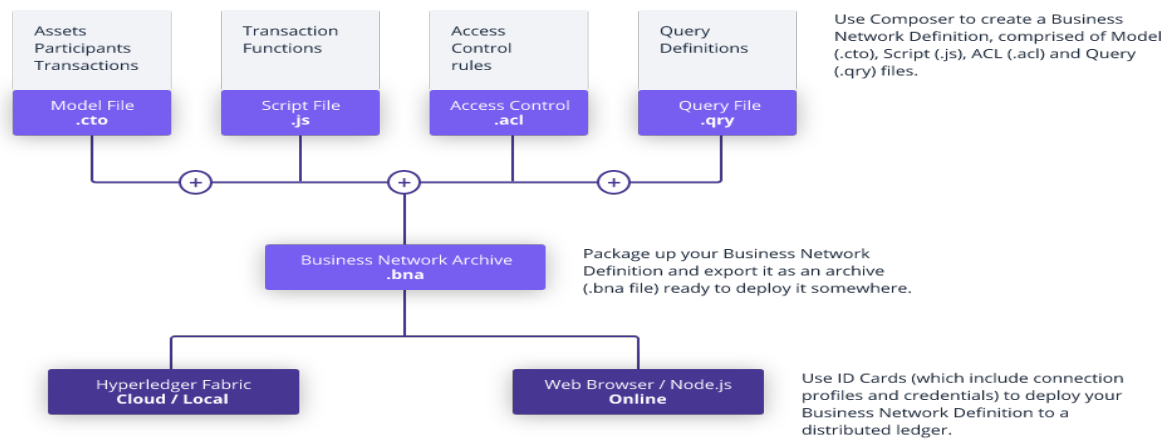 Assets
Participants
Transactions
Model File
.cto
Transaction
Functions
Script File
.js
Access
Control
rules
Access Control
.acl
Query
Definitions
Query File
.qry
Use Composer to create a Business
Network Definition, comprised of Model
(.cto), Script (.js), ACL (.acl) and Query
(.qry) files.
+
+
+
Business Network Archive
.bna
Package up your Business Network
Definition and export it as an archive
(.bna file) ready to deploy it somewhere.
Hyperledger Fabric
Cloud / Local
Web Browser / Node.js
Online
Use ID Cards (which include connection
profiles and credentials) to deploy your
Business Network Definition to a
distributed ledger.